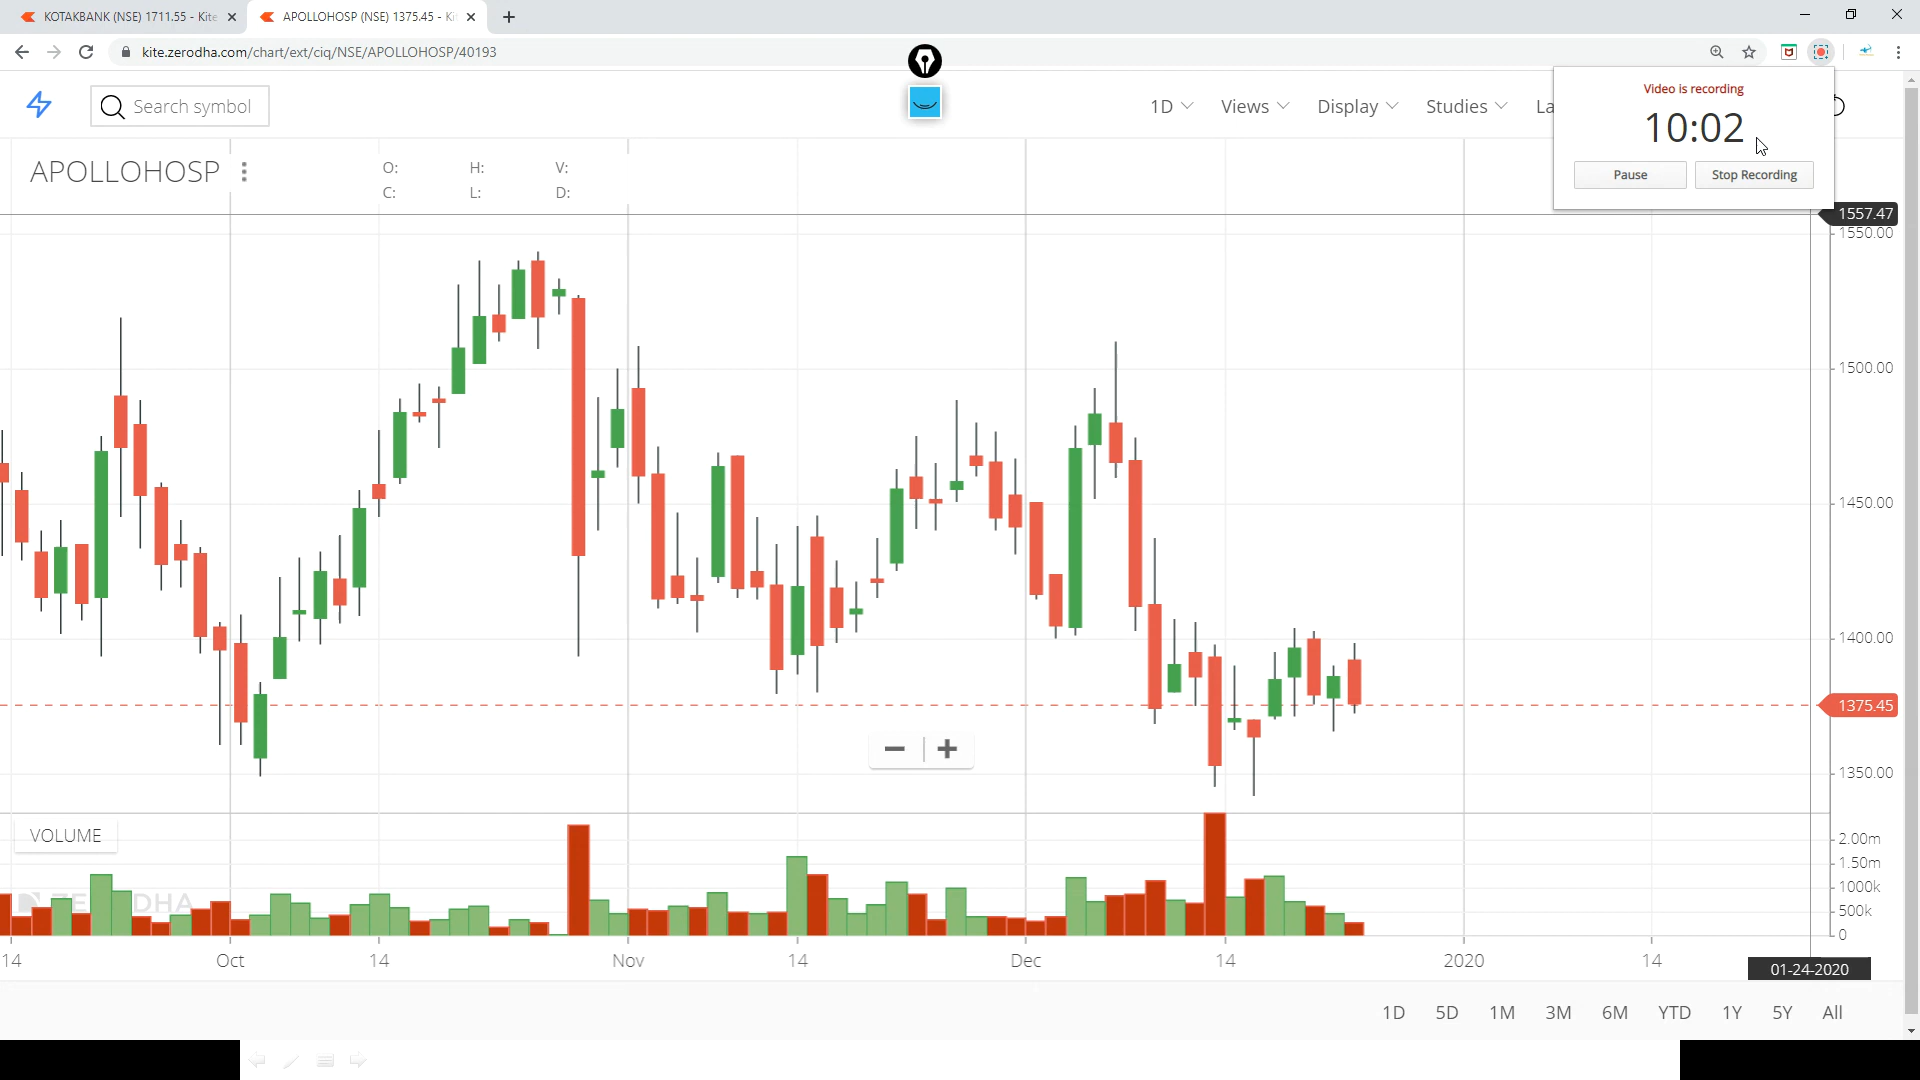 KOTAKBANK (NSE) 1711.55 - Kite
APOLLOHOSP (NSE) 1375.45 - Ki
kite.zerodha.com/chart/ext/ciq/NSE/APOLLOHOSP/40193
Search symbol
1D Views Display Studies La
Video is recording
10:02
Pause Stop Recording
APOLLOHOSP
O: H: V:
C: L: D:
1557.47
1550.00
1500.00
1450.00
1400.00
1375.45
1350.00
VOLUME
2.00m
1.50m
1000k
500k
0
ZERODHA
14 Oct 14 Nov 14 Dec 14 2020 14
01-24-2020
1D 5D 1M 3M 6M YTD 1Y 5Y All